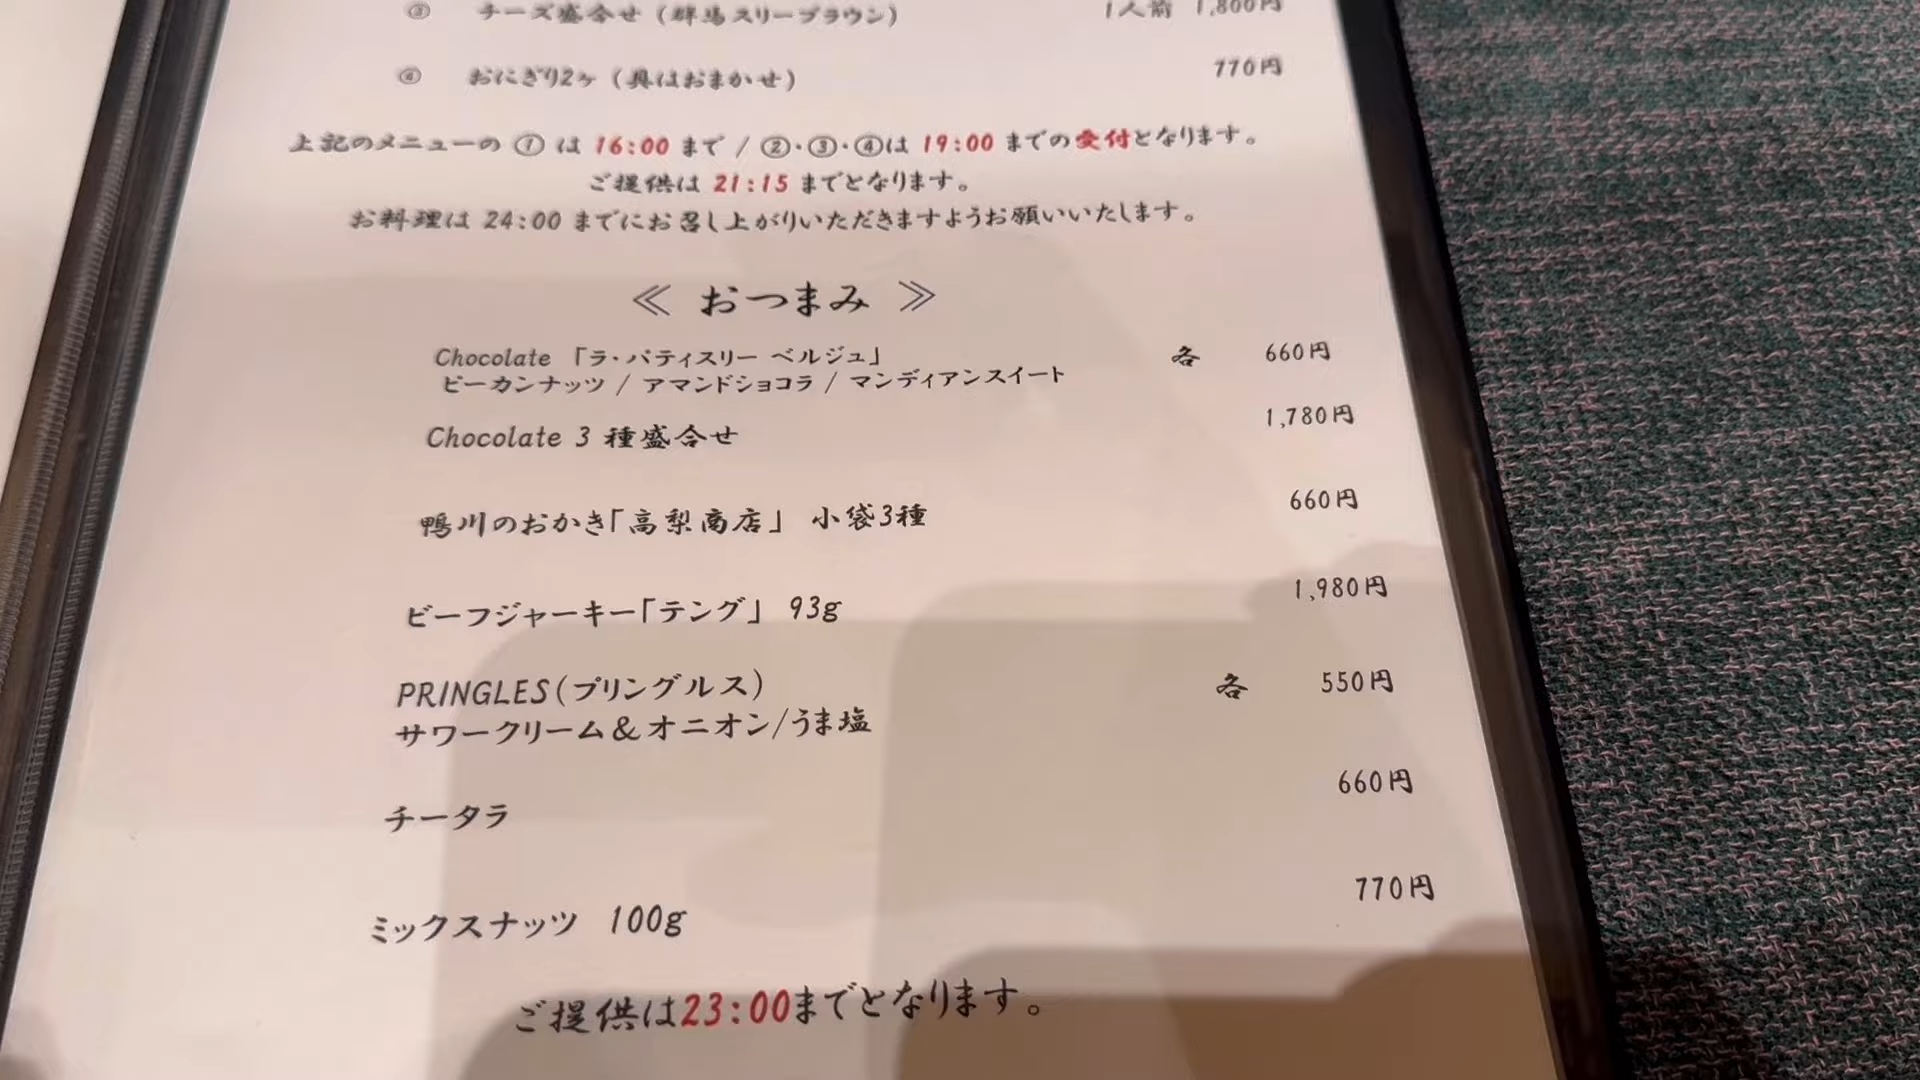 ③ チーズ盛合せ（群馬スリーブラウン） 1人前 1,800円
④ おにぎり2ヶ（具はおまかせ） 770円
上記のメニューの ① は 16:00 まで / ②・③・④は 19:00 までの受付となります。
ご提供は 21:15 までとなります。
お料理は 24:00 までにお召し上がりいただきますようお願いいたします。
≪ おつまみ ≫
Chocolate 「ラ・パティスリー ベルジュ」 各 660円
ピーカンナッツ / アマンドショコラ / マンディアンスイート
Chocolate 3 種盛合せ 1,780円
鴨川のおかき「高梨商店」 小袋3種 660円
ビーフジャーキー「テング」 93g 1,980円
PRINGLES(プリングルス) 各 550円
サワークリーム＆オニオン/うま塩
チータラ 660円
ミックスナッツ 100g 770円
ご提供は23:00までとなります。